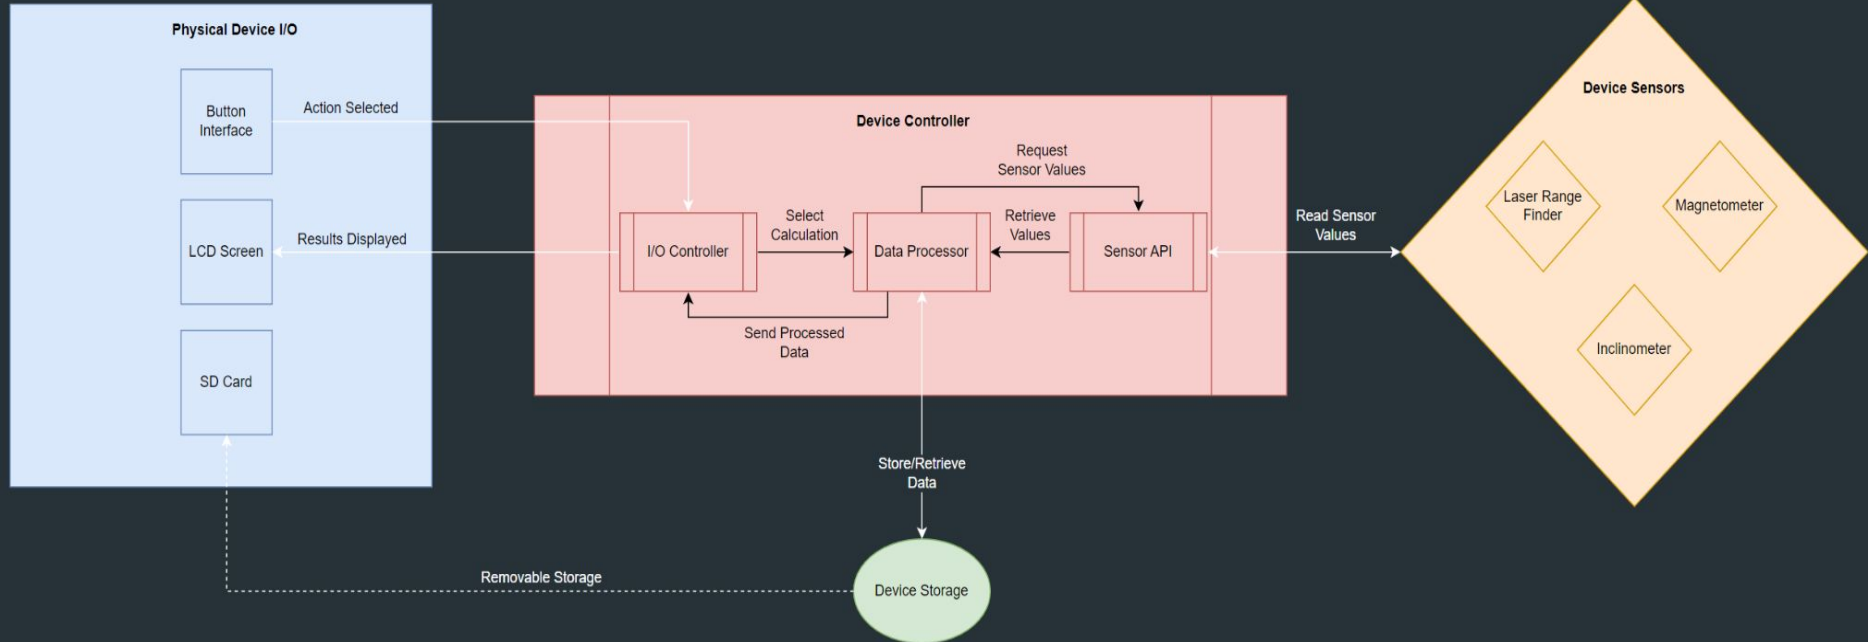 Physical Device I/O
Button
Interface
Action Selected
LCD Screen
Results Displayed
SD Card
Device Controller
Request
Sensor Values
Select
Calculation
Retrieve
Values
I/O Controller
Data Processor
Sensor API
Send Processed
Data
Read Sensor
Values
Device Sensors
Laser Range
Finder
Magnetometer
Inclinometer
Store/Retrieve
Data
Removable Storage
Device Storage